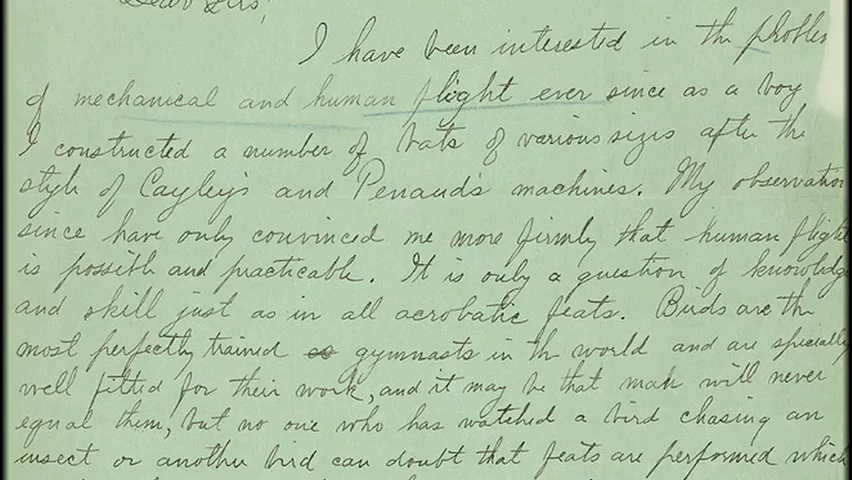 Dear Sirs;
I have been interested in the problem
of mechanical and human flight ever since as a boy
I constructed a number of bats of various sizes after the
style of Cayley's and Penaud's machines. My observations
since have only convinced me more firmly that human flight
is possible and practicable. It is only a question of knowledge
and skill just as in all acrobatic feats. Birds are the
most perfectly trained gymnasts in the world and are specially
well fitted for their work, and it may be that man will never
equal them, but no one who has watched a bird chasing an
insect or another bird can doubt that feats are performed which